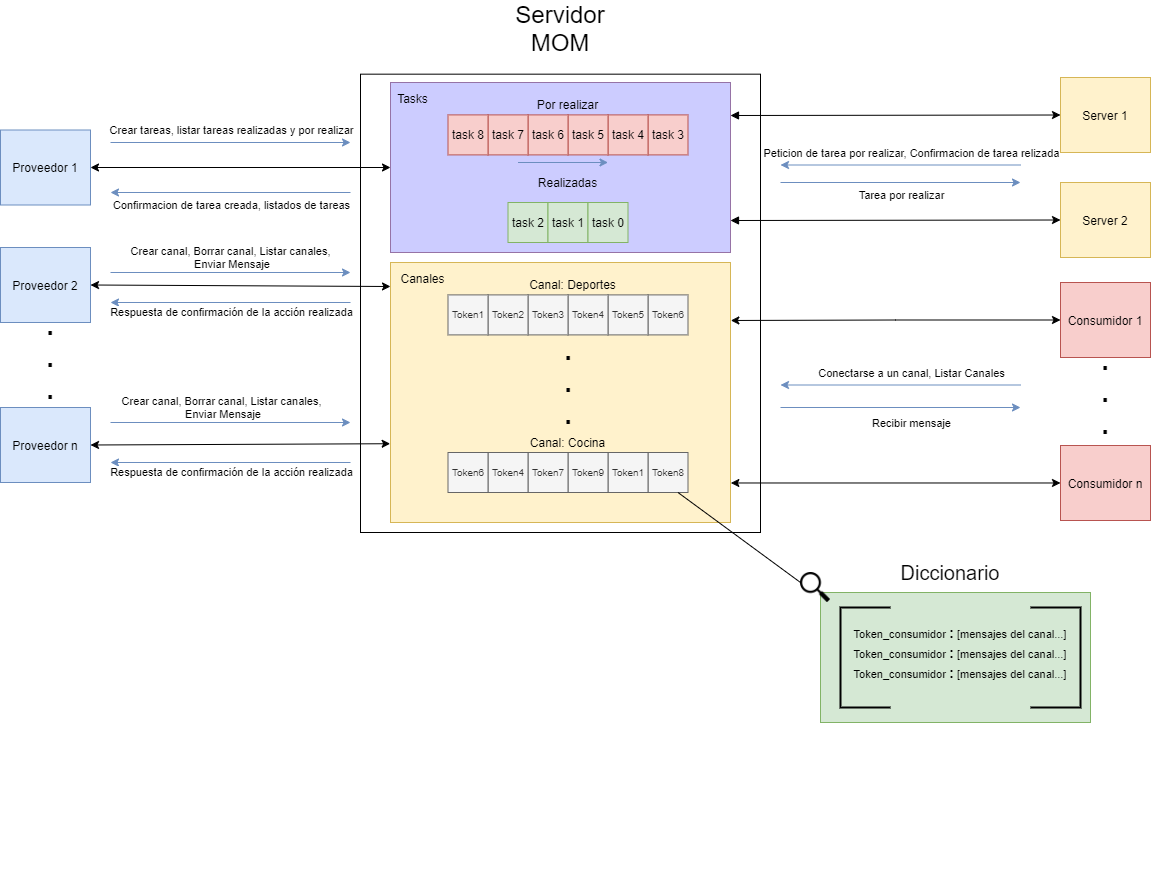 Servidor
MOM
Tasks
Por realizar
task 8 task 7 task 6 task 5 task 4 task 3
Realizadas
task 2 task 1 task 0
Crear tareas, listar tareas realizadas y por realizar
Proveedor 1
Confirmacion de tarea creada, listados de tareas
Crear canal, Borrar canal, Listar canales,
Enviar Mensaje
Proveedor 2
Respuesta de confirmación de la acción realizada
Crear canal, Borrar canal, Listar canales,
Enviar Mensaje
Proveedor n
Respuesta de confirmación de la acción realizada
Canales
Canal: Deportes
Token1 Token2 Token3 Token4 Token5 Token6
Canal: Cocina
Token6 Token4 Token7 Token9 Token1 Token8
Server 1
Peticion de tarea por realizar, Confirmacion de tarea relizada
Tarea por realizar
Server 2
Consumidor 1
Conectarse a un canal, Listar Canales
Recibir mensaje
Consumidor n
Diccionario
Token_consumidor : [mensajes del canal...]
Token_consumidor : [mensajes del canal...]
Token_consumidor : [mensajes del canal...]